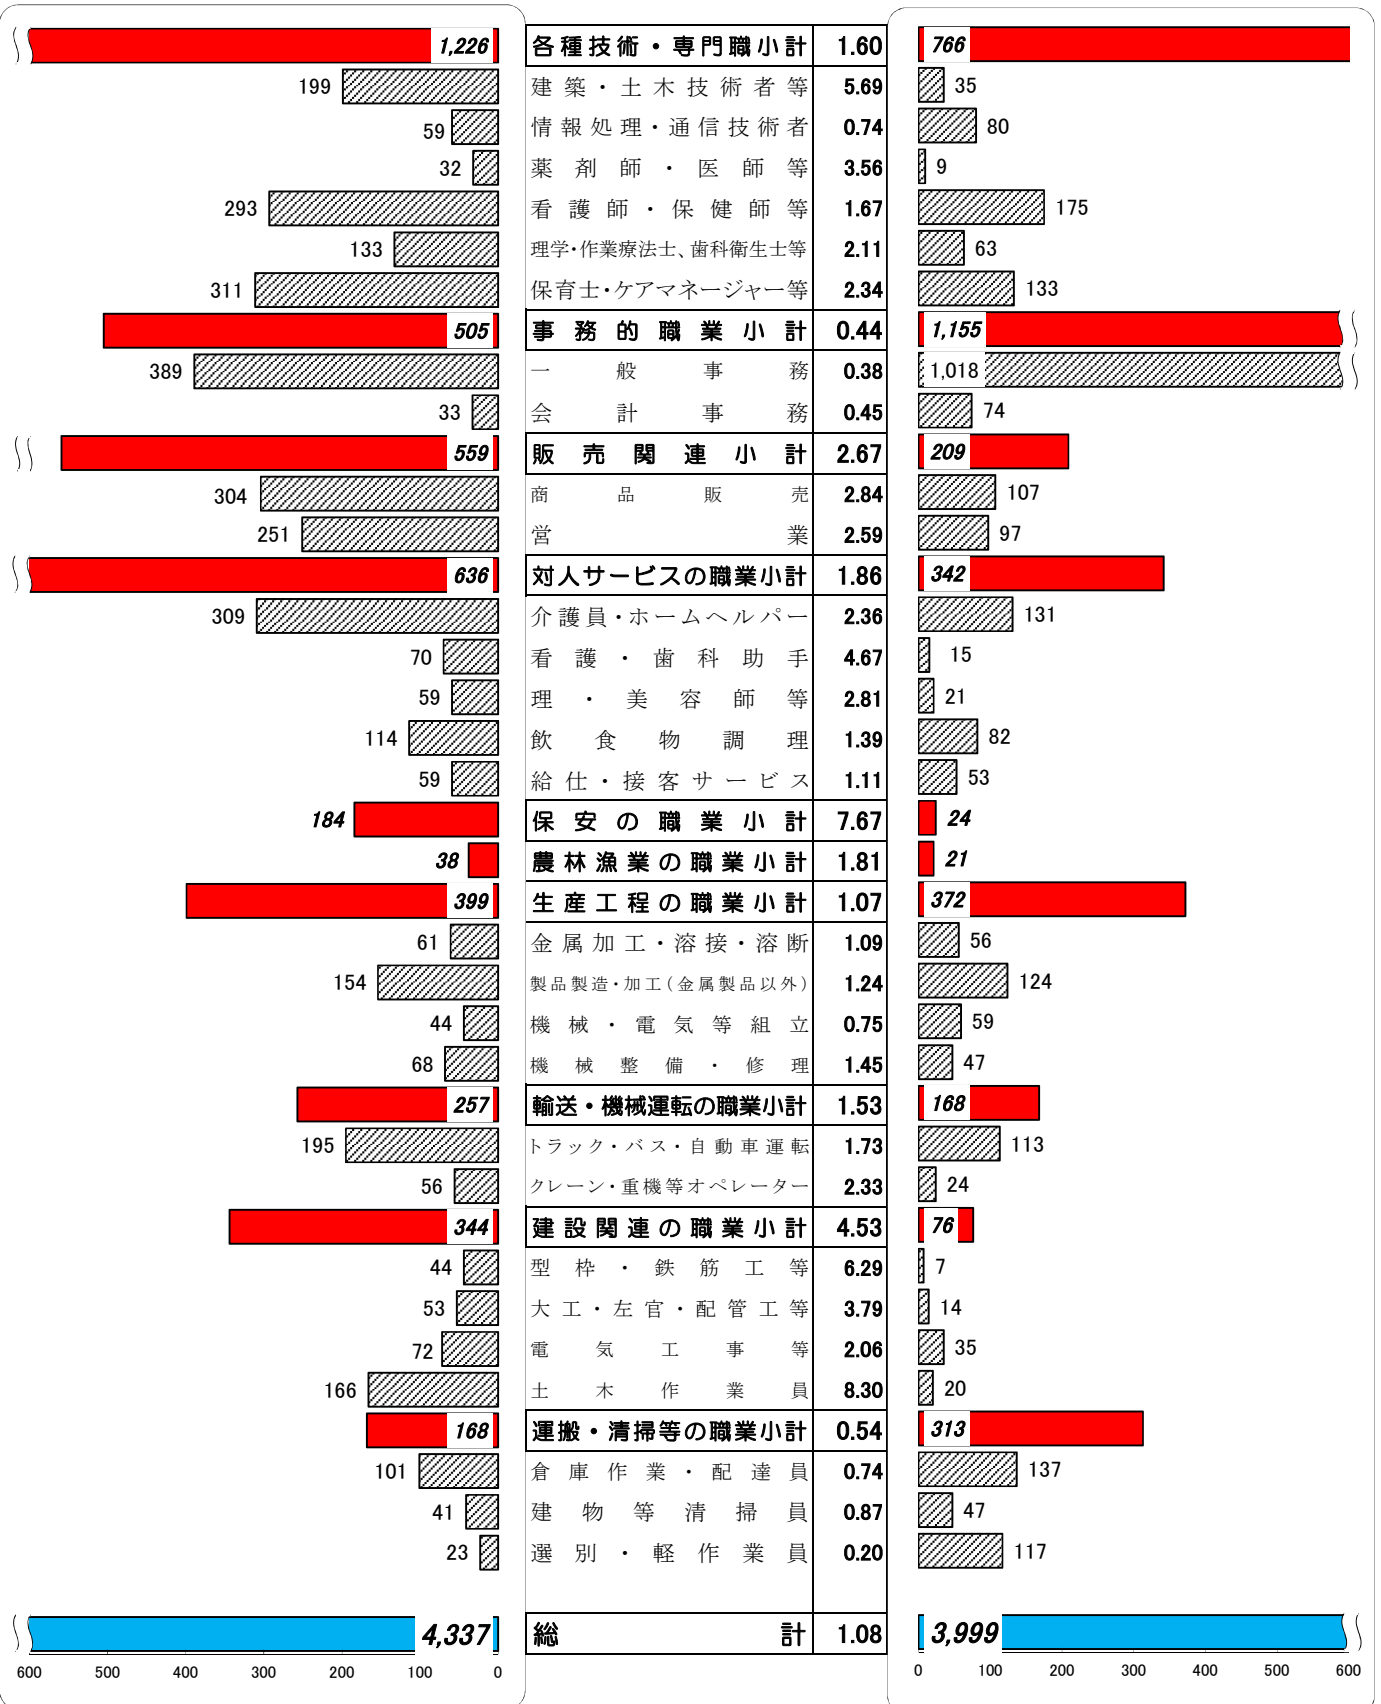 1,226 各種技術・専門職小計 1.60 766
199 建築・土木技術者等 5.69 35
59 情報処理・通信技術者 0.74 80
32 薬剤師・医師等 3.56 9
293 看護師・保健師等 1.67 175
133 理学・作業療法士、歯科衛生士等 2.11 63
311 保育士・ケアマネージャー等 2.34 133
505 事務的職業小計 0.44 1,155
389 一般事務 0.38 1,018
33 会計事務 0.45 74
559 販売関連小計 2.67 209
304 商品販売 2.84 107
251 営業 2.59 97
636 対人サービスの職業小計 1.86 342
309 介護員・ホームヘルパー 2.36 131
70 看護・歯科助手 4.67 15
59 理・美容師等 2.81 21
114 飲食物調理 1.39 82
59 給仕・接客サービス 1.11 53
184 保安の職業小計 7.67 24
38 農林漁業の職業小計 1.81 21
399 生産工程の職業小計 1.07 372
61 金属加工・溶接・溶断 1.09 56
154 製品製造・加工(金属製品以外) 1.24 124
44 機械・電気等組立 0.75 59
68 機械整備・修理 1.45 47
257 輸送・機械運転の職業小計 1.53 168
195 トラック・バス・自動車運転 1.73 113
56 クレーン・重機等オペレーター 2.33 24
344 建設関連の職業小計 4.53 76
44 型枠・鉄筋工等 6.29 7
53 大工・左官・配管工等 3.79 14
72 電気工事等 2.06 35
166 土木作業員 8.30 20
168 運搬・清掃等の職業小計 0.54 313
101 倉庫作業・配達員 0.74 137
41 建物等清掃員 0.87 47
23 選別・軽作業員 0.20 117
4,337 総計 1.08 3,999
600 500 400 300 200 100 0 0 100 200 300 400 500 600